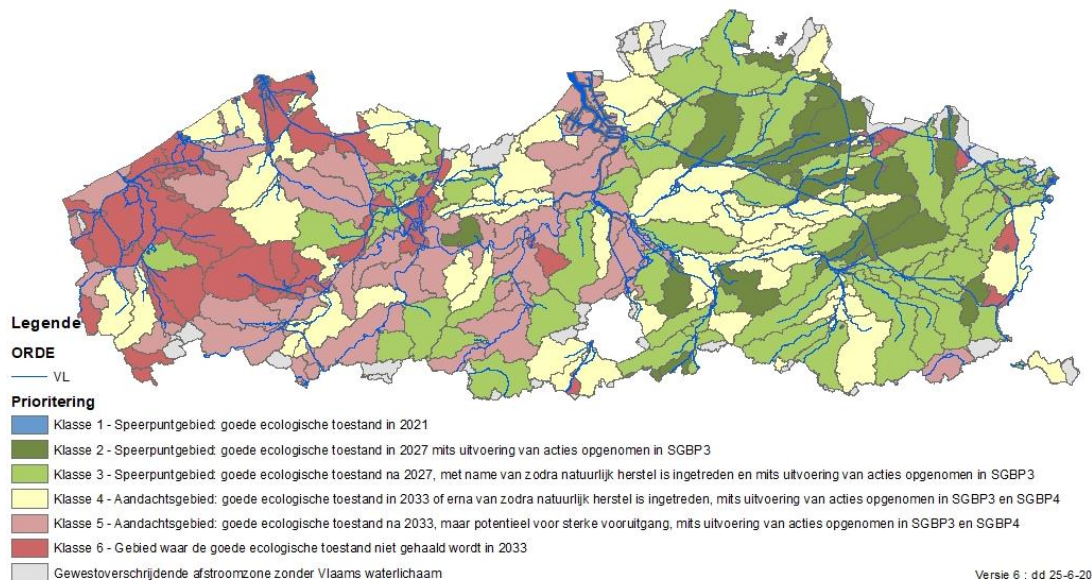 Legende
ORDE
VL
Prioritering
Klasse 1 - Speerpuntgebied: goede ecologische toestand in 2021
Klasse 2 - Speerpuntgebied: goede ecologische toestand in 2027 mits uitvoering van acties opgenomen in SGBP3
Klasse 3 - Speerpuntgebied: goede ecologische toestand na 2027, met name van zodra natuurlijk herstel is ingetreden en mits uitvoering van acties opgenomen in SGBP3
Klasse 4 - Aandachtsgebied: goede ecologische toestand in 2033 of erna van zodra natuurlijk herstel is ingetreden, mits uitvoering van acties opgenomen in SGBP3 en SGBP4
Klasse 5 - Aandachtsgebied: goede ecologische toestand na 2033, maar potentieel voor sterke vooruitgang, mits uitvoering van acties opgenomen in SGBP3 en SGBP4
Klasse 6 - Gebied waar de goede ecologische toestand niet gehaald wordt in 2033
Gewestoverschrijdende afstroomzone zonder Vlaams waterlichaam
Versie 6 : dd 25-6-20